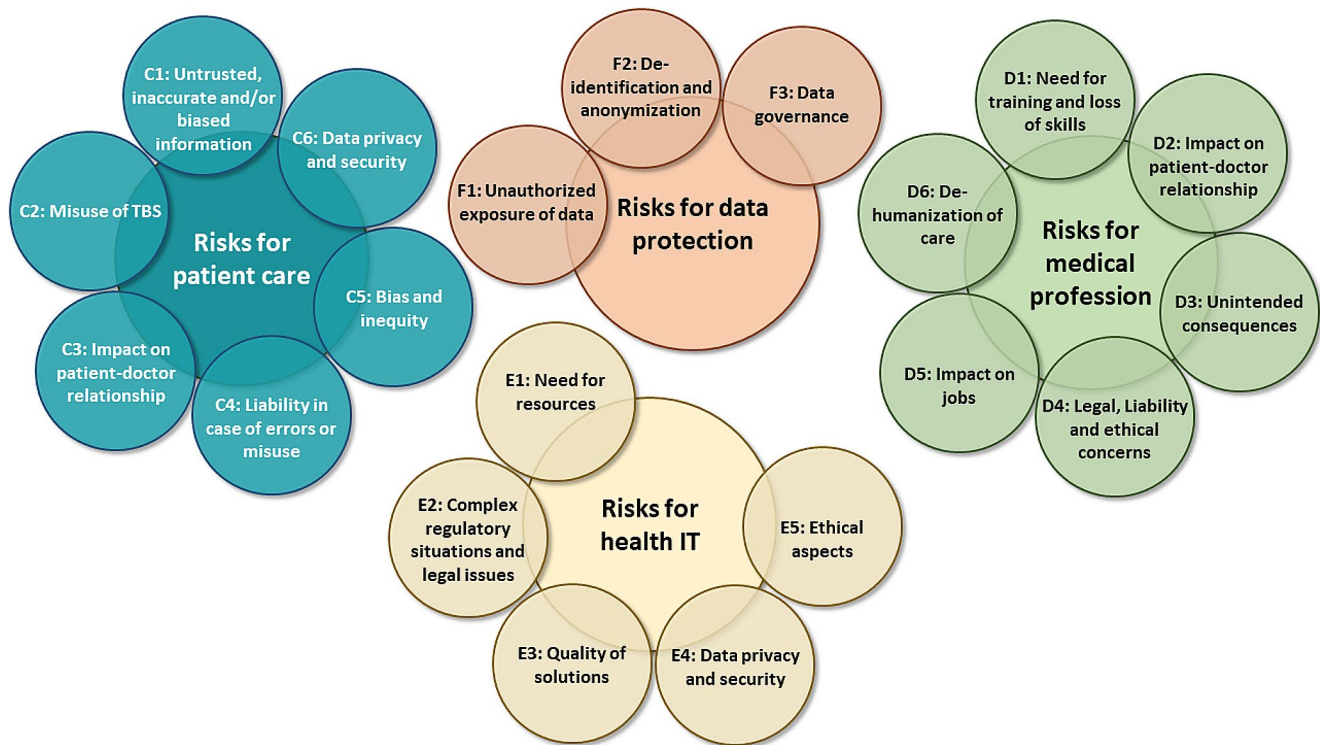 C1: Untrusted,
inaccurate and/or
biased
information
C6: Data privacy
and security
C2: Misuse of TBS
Risks for
patient care
C5: Bias and
inequity
C3: Impact on
patient-doctor
relationship
C4: Liability in
case of errors or
misuse
F2: De-
identification and
anonymization
F3: Data
governance
F1: Unauthorized
exposure of data
Risks for data
protection
D1: Need for
training and loss
of skills
D2: Impact on
patient-doctor
relationship
D6: De-
humanization of
care
Risks for
medical
profession
D3: Unintended
consequences
D5: Impact on
jobs
D4: Legal, Liability
and ethical
concerns
E1: Need for
resources
E2: Complex
regulatory
situations and
legal issues
Risks for
health IT
E5: Ethical
aspects
E3: Quality of
solutions
E4: Data privacy
and security